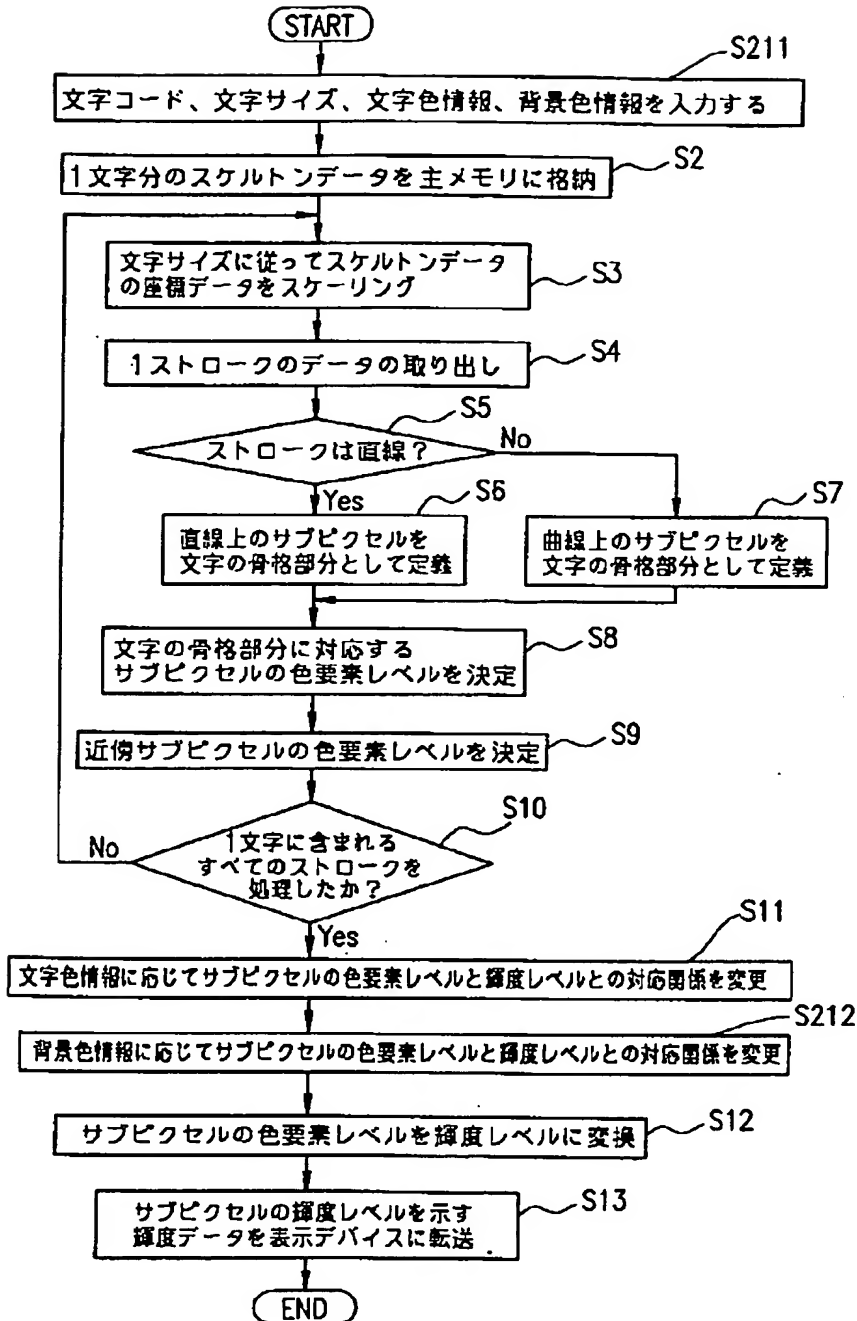 START
S211
文字コード、文字サイズ、文字色情報、背景色情報を入力する
S2
1文字分のスケルトンデータを主メモリに格納
文字サイズに従ってスケルトンデータ
の座標データをスケーリング
S3
1ストロークのデータの取り出し
S4
S5
ストロークは直線?
No
Yes
S6
S7
直線上のサブピクセルを
文字の骨格部分として定義
曲線上のサブピクセルを
文字の骨格部分として定義
文字の骨格部分に対応する
サブピクセルの色要素レベルを決定
S8
近傍サブピクセルの色要素レベルを決定
S9
S10
1文字に含まれる
すべてのストロークを
処理したか?
No
Yes
S11
文字色情報に応じてサブピクセルの色要素レベルと輝度レベルとの対応関係を変更
S212
背景色情報に応じてサブピクセルの色要素レベルと輝度レベルとの対応関係を変更
サブピクセルの色要素レベルを輝度レベルに変換
S12
サブピクセルの輝度レベルを示す
輝度データを表示デバイスに転送
S13
END